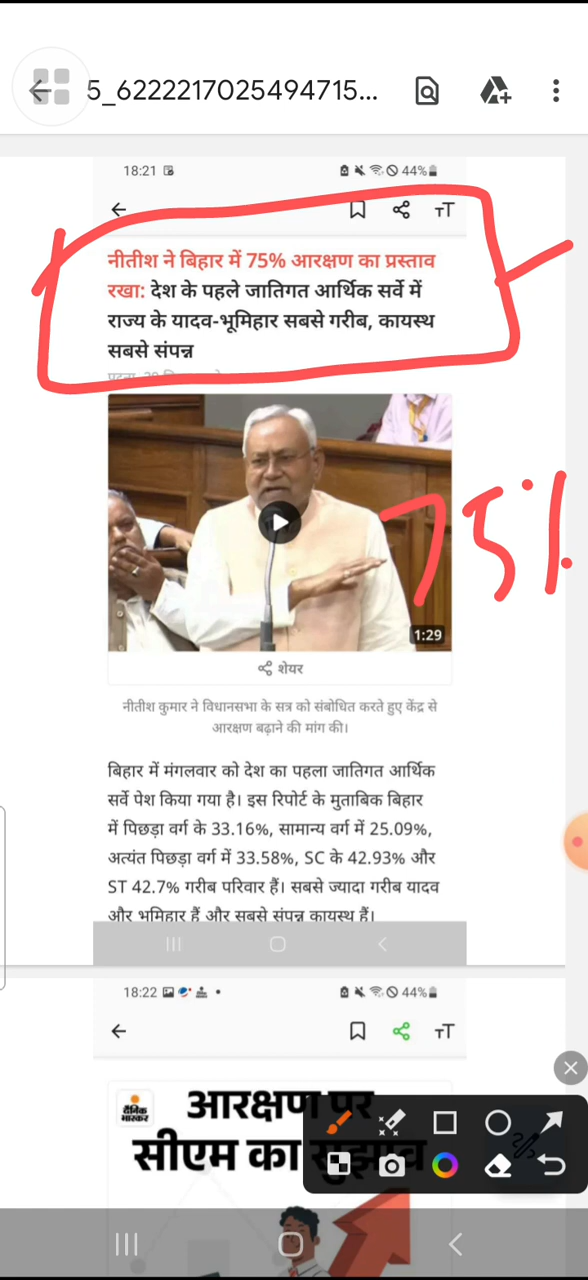 5_6222217025494715...
18:21 44%
TT
नीतीश ने बिहार में 75% आरक्षण का प्रस्ताव
रखा: देश के पहले जातिगत आर्थिक सर्वे में
राज्य के यादव-भूमिहार सबसे गरीब, कायस्थ
सबसे संपन्न
75%
1:29
शेयर
नीतीश कुमार ने विधानसभा के सत्र को संबोधित करते हुए केंद्र से
आरक्षण बढ़ाने की मांग की।
बिहार में मंगलवार को देश का पहला जातिगत आर्थिक
सर्वे पेश किया गया है। इस रिपोर्ट के मुताबिक बिहार
में पिछड़ा वर्ग के 33.16%, सामान्य वर्ग में 25.09%,
अत्यंत पिछड़ा वर्ग में 33.58%, SC के 42.93% और
ST 42.7% गरीब परिवार हैं। सबसे ज्यादा गरीब यादव
और भूमिहार हैं और सबसे संपन्न कायस्थ हैं।
18:22 44%
TT
दैनिक
भास्कर
आरक्षण पर
सीएम का सुझाव